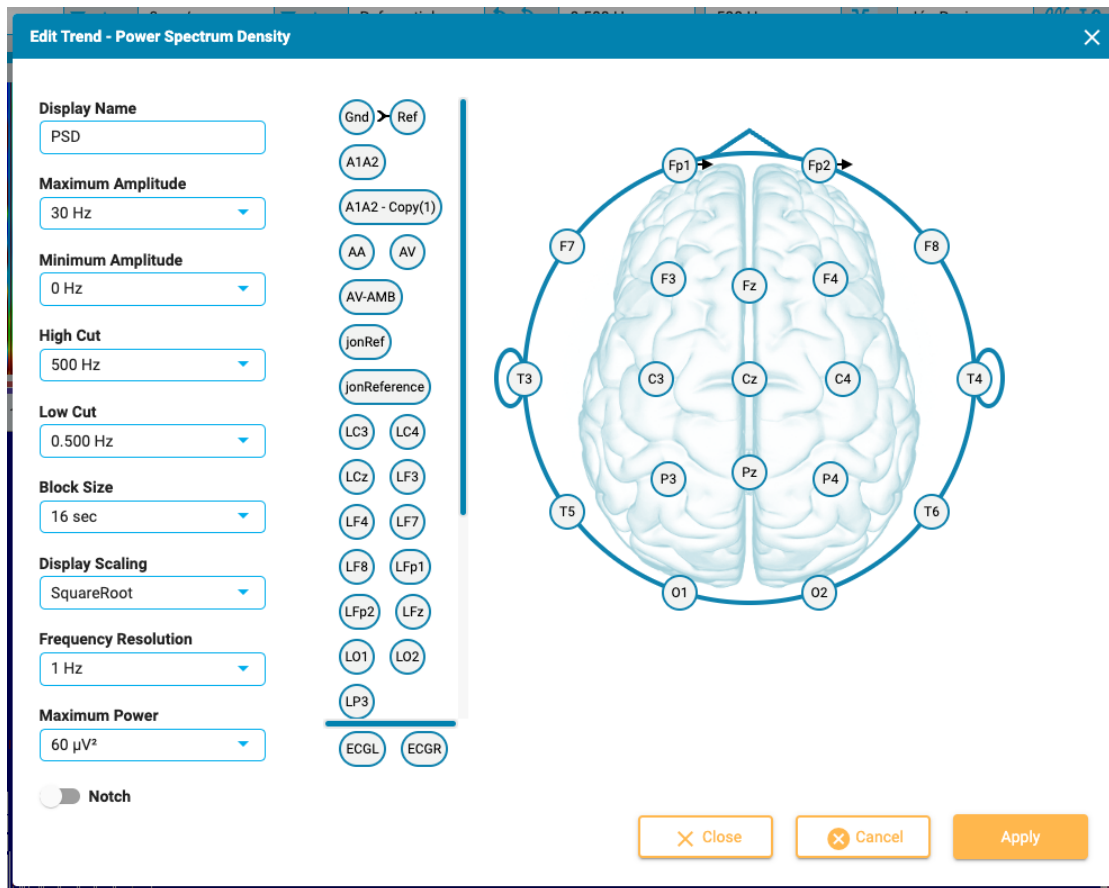 Edit Trend - Power Spectrum Density
Display Name
PSD
Maximum Amplitude
30 Hz
Minimum Amplitude
0 Hz
High Cut
500 Hz
Low Cut
0.500 Hz
Block Size
16 sec
Display Scaling
SquareRoot
Frequency Resolution
1 Hz
Maximum Power
60 µV²
Notch
Gnd Ref
A1A2
A1A2 - Copy(1)
AA AV
AV-AMB
jonRef
jonReference
LC3 LC4
LCz LF3
LF4 LF7
LF8 LFp1
LFp2 LFz
LO1 LO2
LP3
ECGL ECGR
Fp1 Fp2
F7 F8
F3 Fz F4
T3 C3 Cz C4 T4
P3 Pz P4
T5 T6
O1 O2
Close Cancel Apply